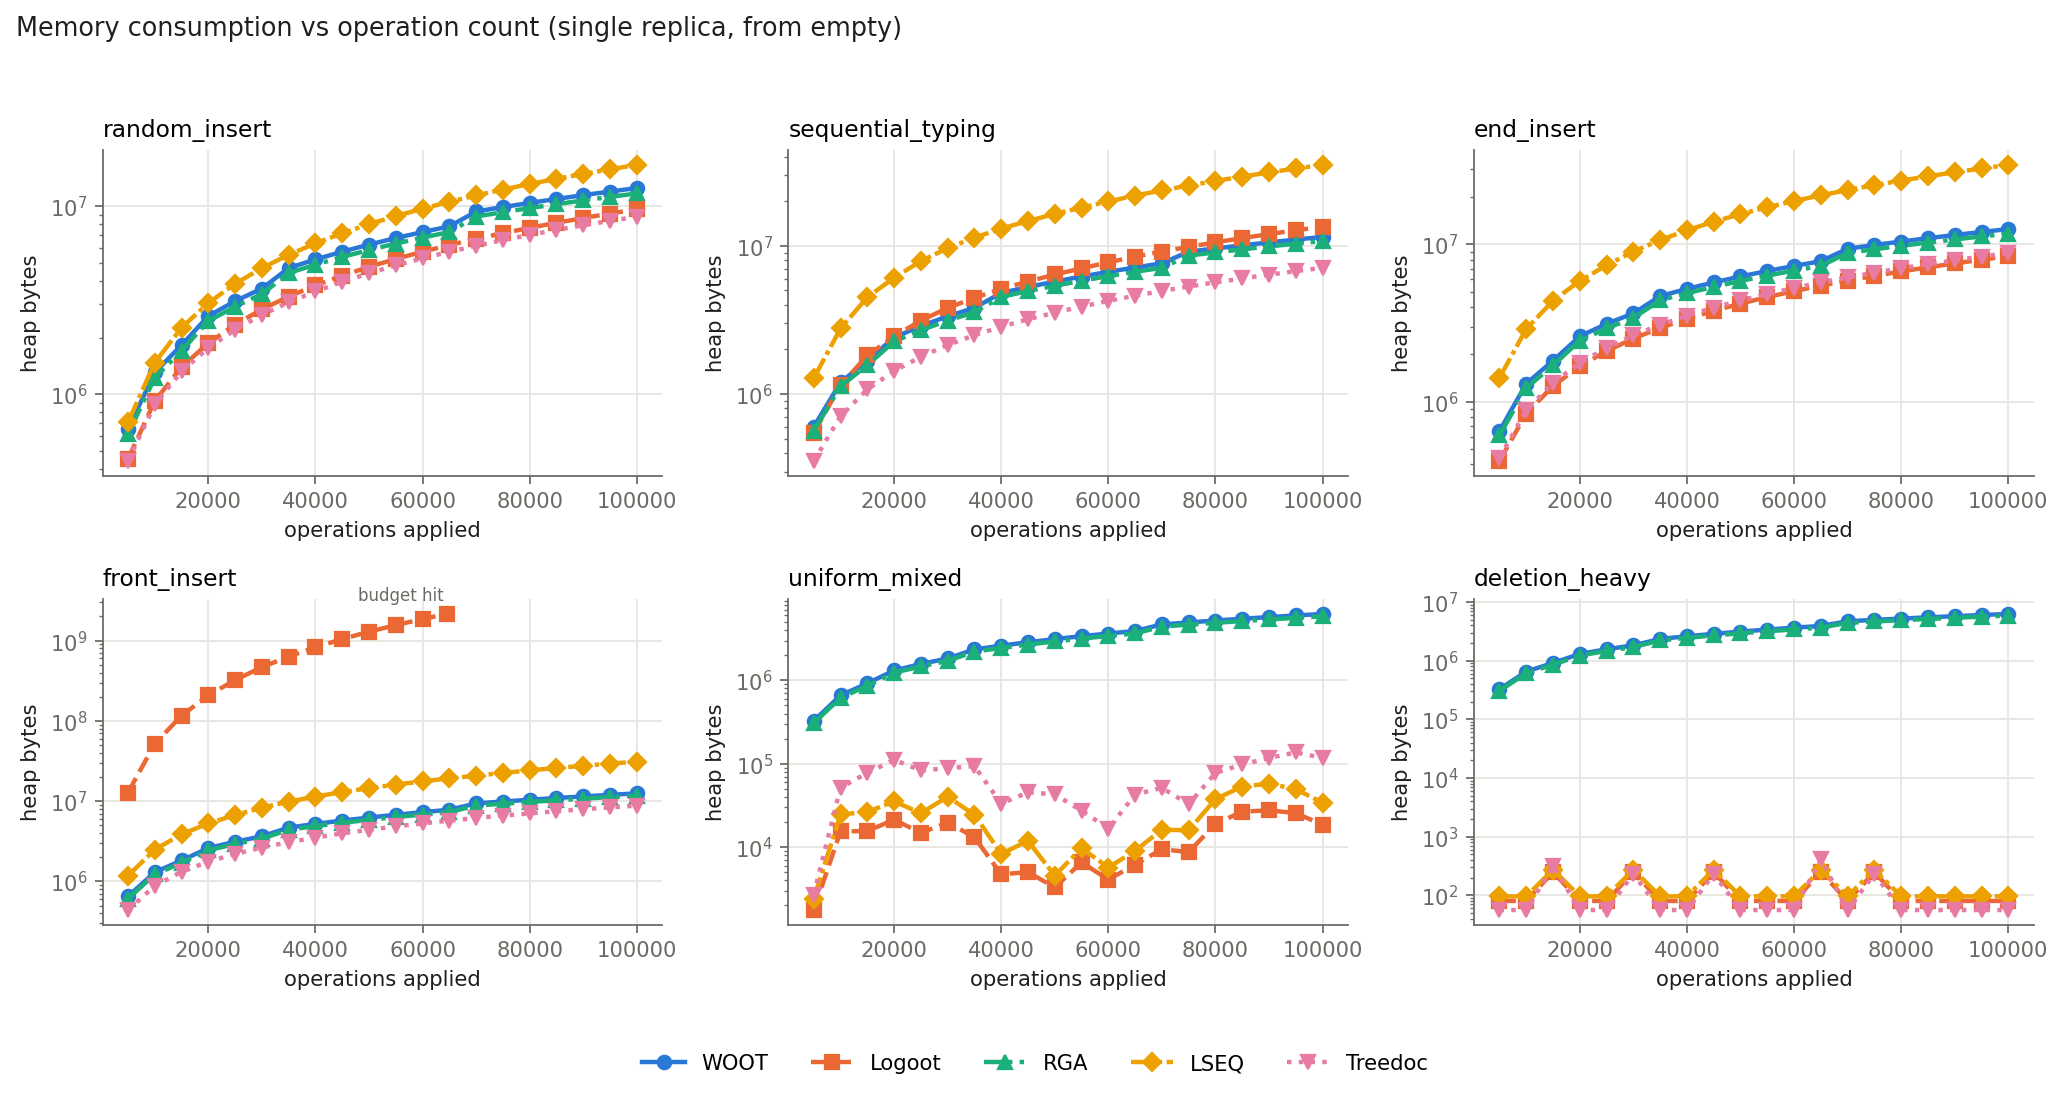 Memory consumption vs operation count (single replica, from empty)
random_insert
heap bytes
10^7
10^6
20000 40000 60000 80000 100000
operations applied
sequential_typing
heap bytes
10^7
10^6
20000 40000 60000 80000 100000
operations applied
end_insert
heap bytes
10^7
10^6
20000 40000 60000 80000 100000
operations applied
front_insert
budget hit
heap bytes
10^9
10^8
10^7
10^6
20000 40000 60000 80000 100000
operations applied
uniform_mixed
heap bytes
10^6
10^5
10^4
20000 40000 60000 80000 100000
operations applied
deletion_heavy
heap bytes
10^7
10^6
10^5
10^4
10^3
10^2
20000 40000 60000 80000 100000
operations applied
WOOT Logoot RGA LSEQ Treedoc